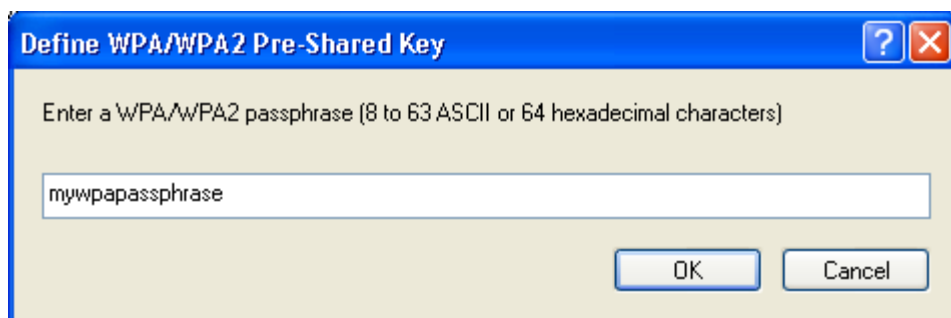 Define WPA/WPA2 Pre-Shared Key
Enter a WPA/WPA2 passphrase (8 to 63 ASCII or 64 hexadecimal characters)
mywpapassphrase
OK Cancel